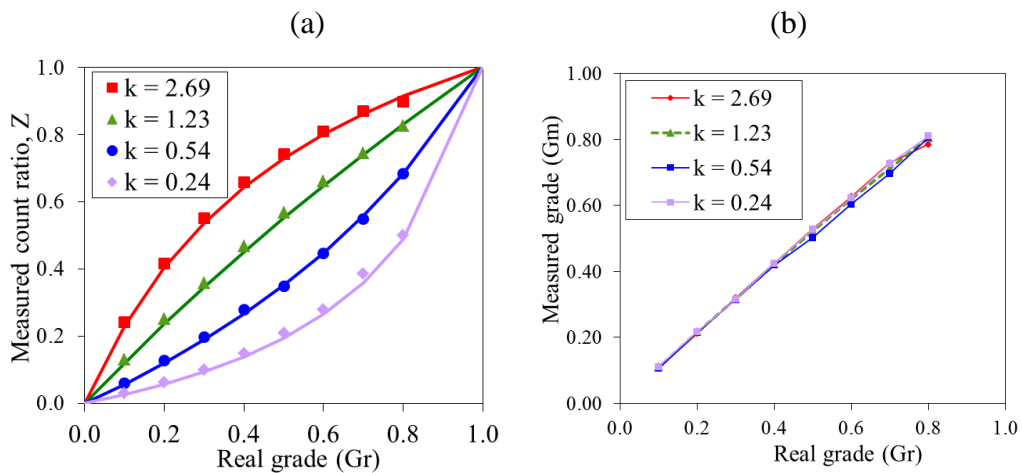 (a)
(b)
Measured count ratio, Z
1.0
0.8
0.6
0.4
0.2
0.0
k = 2.69
k = 1.23
k = 0.54
k = 0.24
0.0 0.2 0.4 0.6 0.8 1.0
Real grade (Gr)
Measured grade (Gm)
1.00
0.80
0.60
0.40
0.20
0.00
k = 2.69
k = 1.23
k = 0.54
k = 0.24
0.0 0.2 0.4 0.6 0.8 1.0
Real grade (Gr)